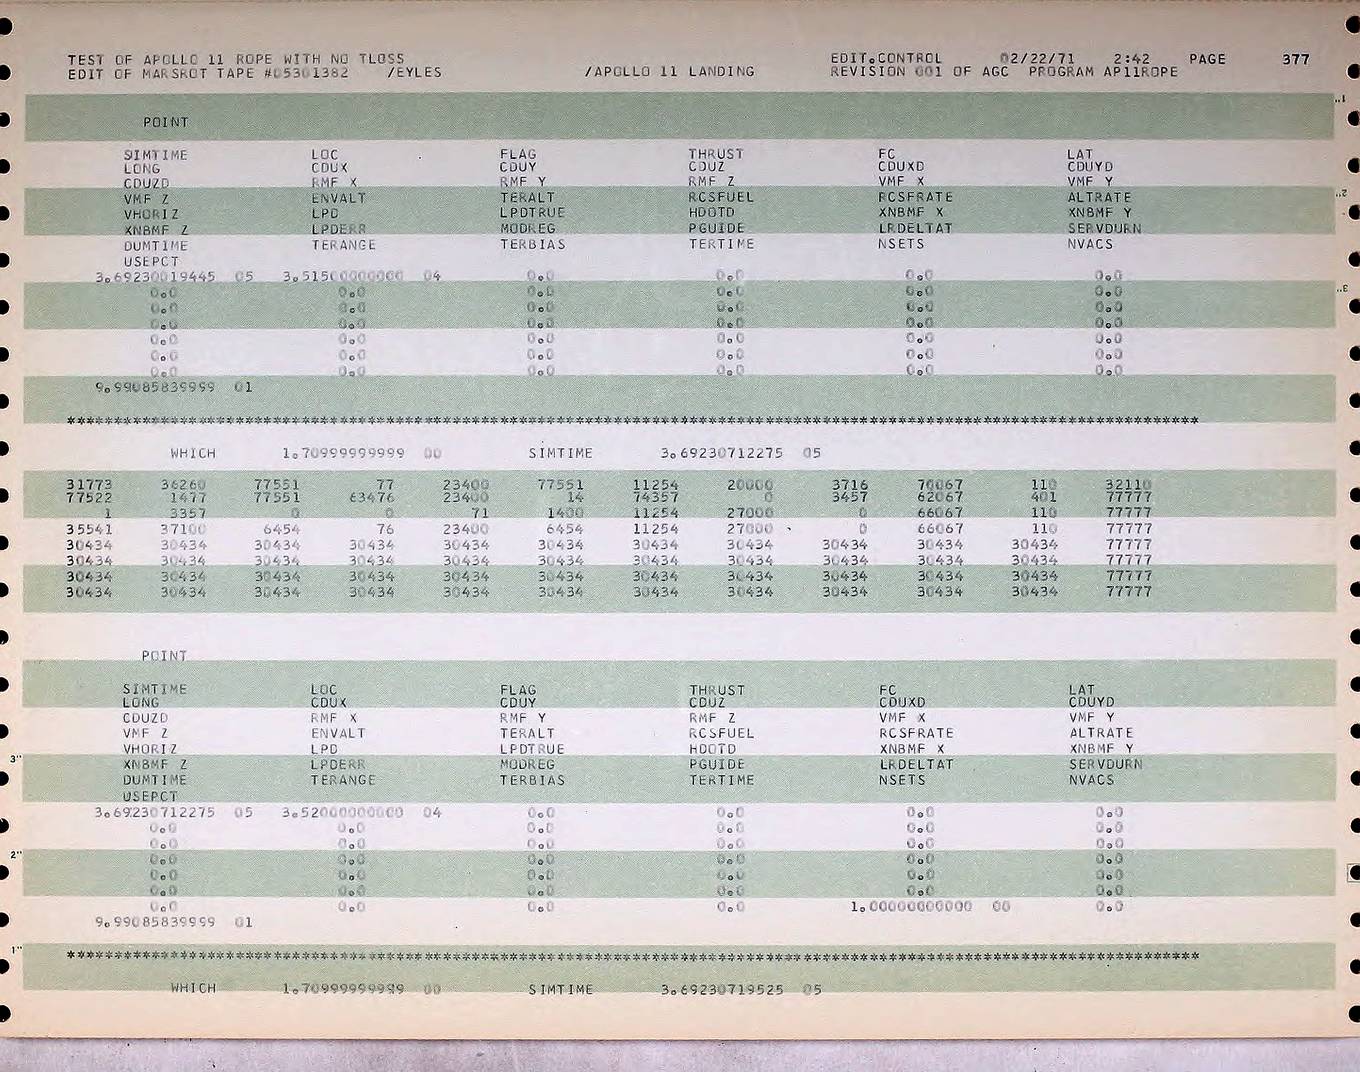 TEST OF APOLLO 11 ROPE WITH NO TLOSS EDIT.CONTROL 02/22/71 2:42 PAGE 377
EDIT OF MARSROT TAPE #05301382 /EYLES /APOLLO 11 LANDING REVISION 001 OF AGC PROGRAM AP11ROPE
POINT
SIMTIME LOC FLAG THRUST FC LAT
LONG CDUX CDUY CDUZ CDUXD CDUYD
CDUZD RMF X RMF Y RMF Z VMF X VMF Y
VMF Z ENVALT TERALT RCSFUEL RCSFRATE ALTRATE
VHORIZ LPD LPDTRUE HDOTD XNBMF X XNBMF Y
XNBMF Z LPDERR MODREG PGUIDE LRDELTAT SERVDURN
DUMTIME TERANGE TERBIAS TERTIME NSETS NVACS
USEPCT
3.69230019445 05 3.51500000000 04 0.0 0.0 0.0 0.0
0.0 0.0 0.0 0.0 0.0 0.0
0.0 0.0 0.0 0.0 0.0 0.0
0.0 0.0 0.0 0.0 0.0 0.0
0.0 0.0 0.0 0.0 0.0 0.0
0.0 0.0 0.0 0.0 0.0 0.0
0.0 0.0 0.0 0.0 0.0 0.0
9.99085839999 01
************************************************************************************************************************
WHICH 1.70999999999 00 SIMTIME 3.69230712275 05
31773 36260 77551 77 23400 77551 11254 20000 3716 70067 110 32110
77522 1477 77551 63476 23400 14 74357 0 3457 62067 401 77777
1 3357 0 0 71 1400 11254 27000 0 66067 110 77777
35541 37100 6454 76 23400 6454 11254 27000 0 66067 110 77777
30434 30434 30434 30434 30434 30434 30434 30434 30434 30434 30434 77777
30434 30434 30434 30434 30434 30434 30434 30434 30434 30434 30434 77777
30434 30434 30434 30434 30434 30434 30434 30434 30434 30434 30434 77777
30434 30434 30434 30434 30434 30434 30434 30434 30434 30434 30434 77777
POINT
SIMTIME LOC FLAG THRUST FC LAT
LONG CDUX CDUY CDUZ CDUXD CDUYD
CDUZD RMF X RMF Y RMF Z VMF X VMF Y
VMF Z ENVALT TERALT RCSFUEL RCSFRATE ALTRATE
VHORIZ LPD LPDTRUE HDOTD XNBMF X XNBMF Y
XNBMF Z LPDERR MODREG PGUIDE LRDELTAT SERVDURN
DUMTIME TERANGE TERBIAS TERTIME NSETS NVACS
USEPCT
3.69230712275 05 3.52000000000 04 0.0 0.0 0.0 0.0
0.0 0.0 0.0 0.0 0.0 0.0
0.0 0.0 0.0 0.0 0.0 0.0
0.0 0.0 0.0 0.0 0.0 0.0
0.0 0.0 0.0 0.0 0.0 0.0
0.0 0.0 0.0 0.0 0.0 0.0
0.0 0.0 0.0 0.0 1.00000000000 00 0.0
9.99085839999 01
************************************************************************************************************************
WHICH 1.70999999999 00 SIMTIME 3.69230719525 05
3"
2"
1"
1"
2"
3"